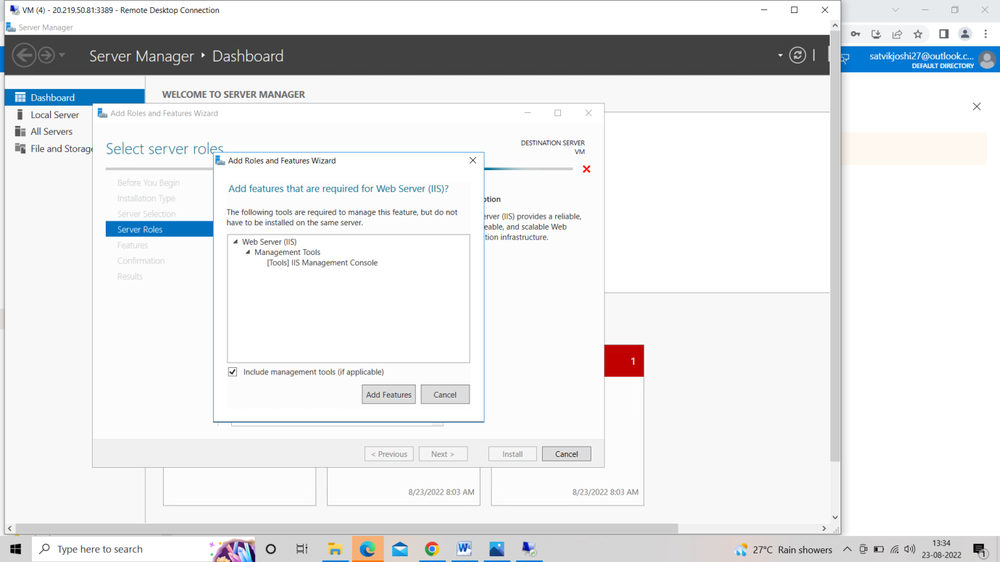 VM (4) - 20.219.50.81:3389 - Remote Desktop Connection
Server Manager
Server Manager Dashboard
satvikjoshi27@outlook.c...
DEFAULT DIRECTORY
Dashboard
Local Server
All Servers
File and Storage
WELCOME TO SERVER MANAGER
Add Roles and Features Wizard
Select server roles
DESTINATION SERVER
VM
Before You Begin
Installation Type
Server Selection
Server Roles
Features
Confirmation
Results
Add Roles and Features Wizard
Add features that are required for Web Server (IIS)?
The following tools are required to manage this feature, but do not
have to be installed on the same server.
Web Server (IIS)
Management Tools
[Tools] IIS Management Console
Include management tools (if applicable)
Add Features
Cancel
(IIS) provides a reliable,
and scalable Web
infrastructure.
1
< Previous
Next >
Install
Cancel
8/23/2022 8:03 AM
8/23/2022 8:03 AM
Type here to search
27°C Rain showers
13:34
23-08-2022
1